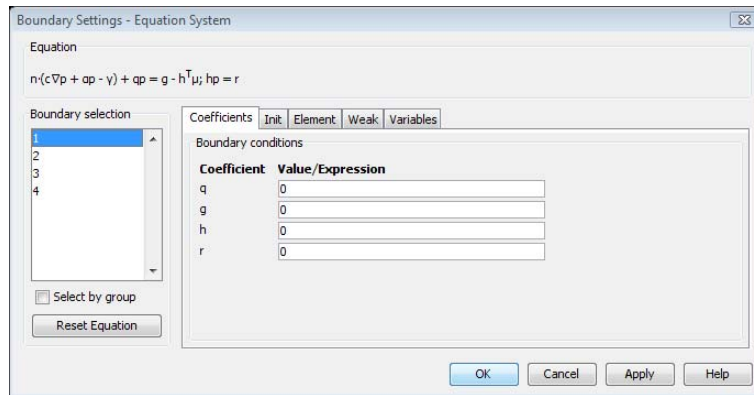 Boundary Settings - Equation System
Equation
n·(c∇p + αp - γ) + qp = g - hᵀμ; hp = r
Boundary selection
1
2
3
4
Select by group
Reset Equation
Coefficients Init Element Weak Variables
Boundary conditions
Coefficient Value/Expression
q 0
g 0
h 0
r 0
OK Cancel Apply Help